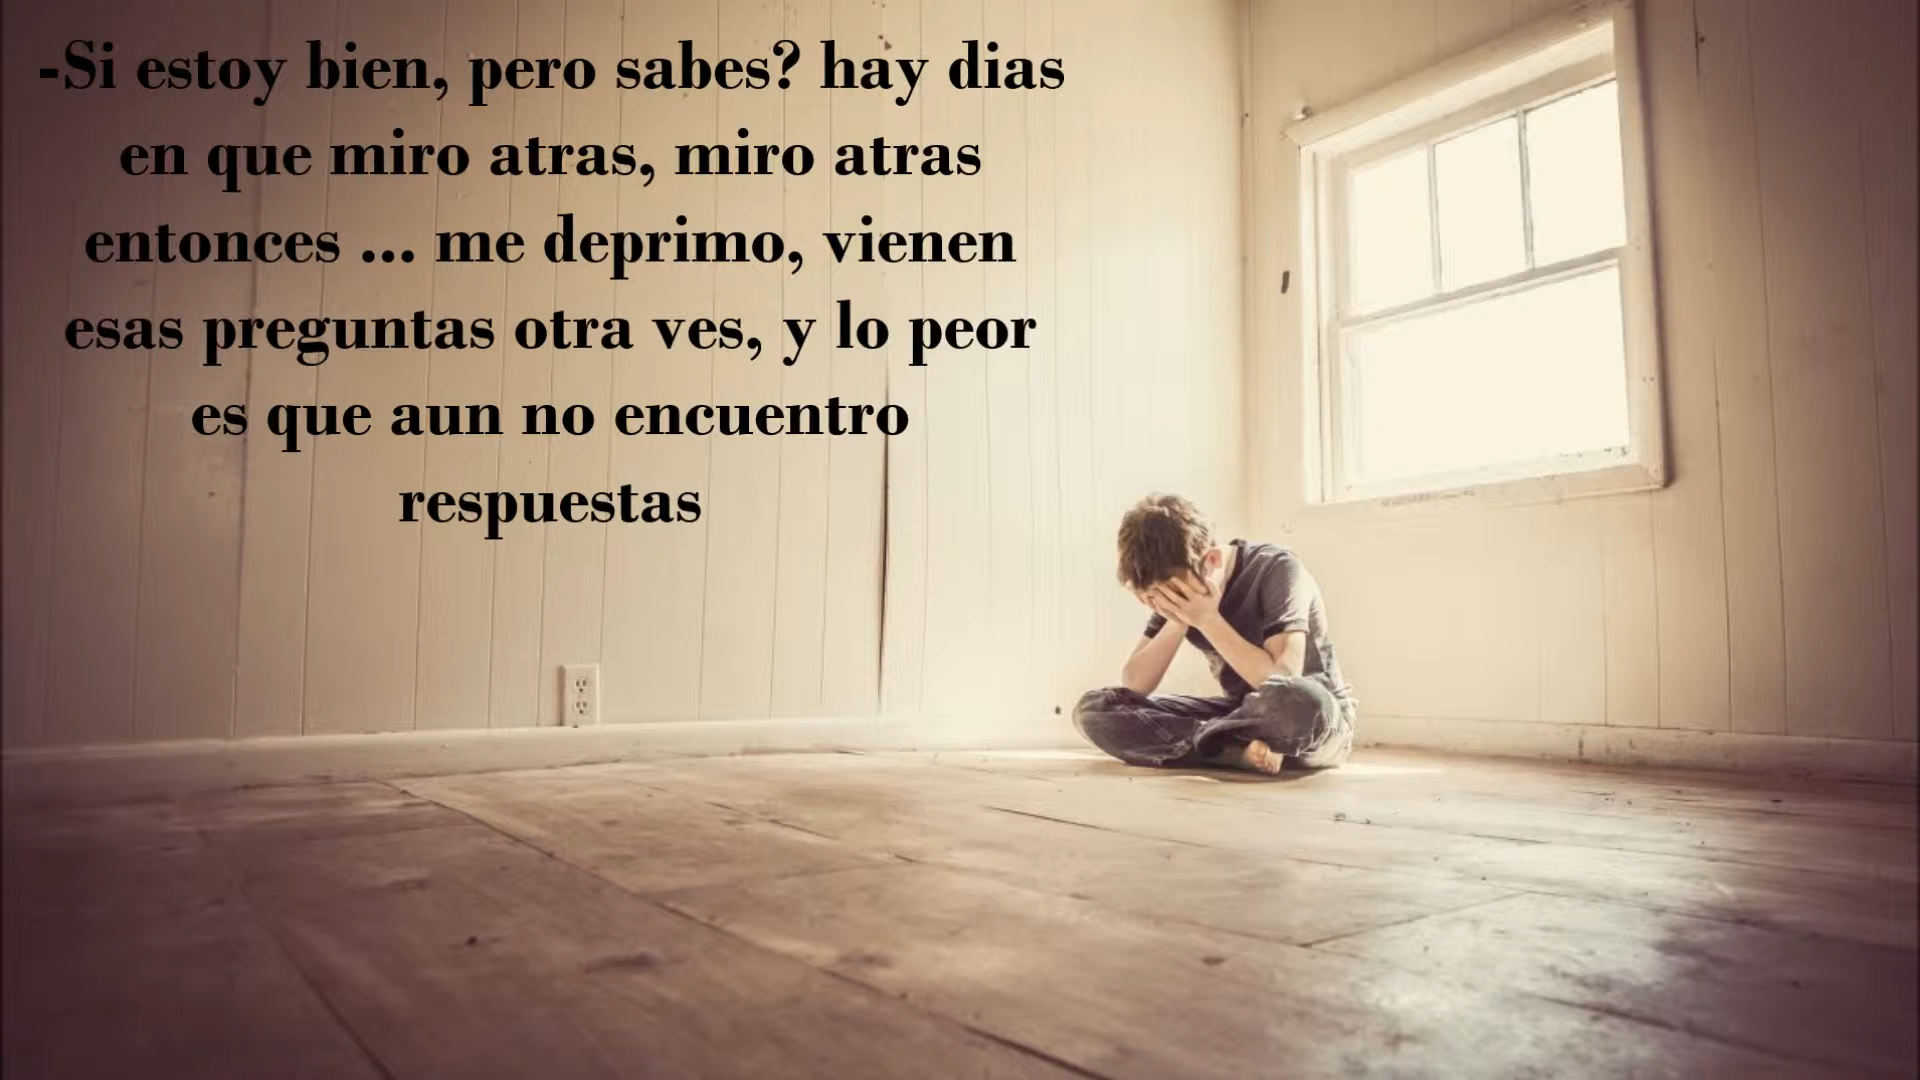 -Si estoy bien, pero sabes? hay dias
en que miro atras, miro atras
entonces ... me deprimo, vienen
esas preguntas otra ves, y lo peor
es que aun no encuentro
respuestas